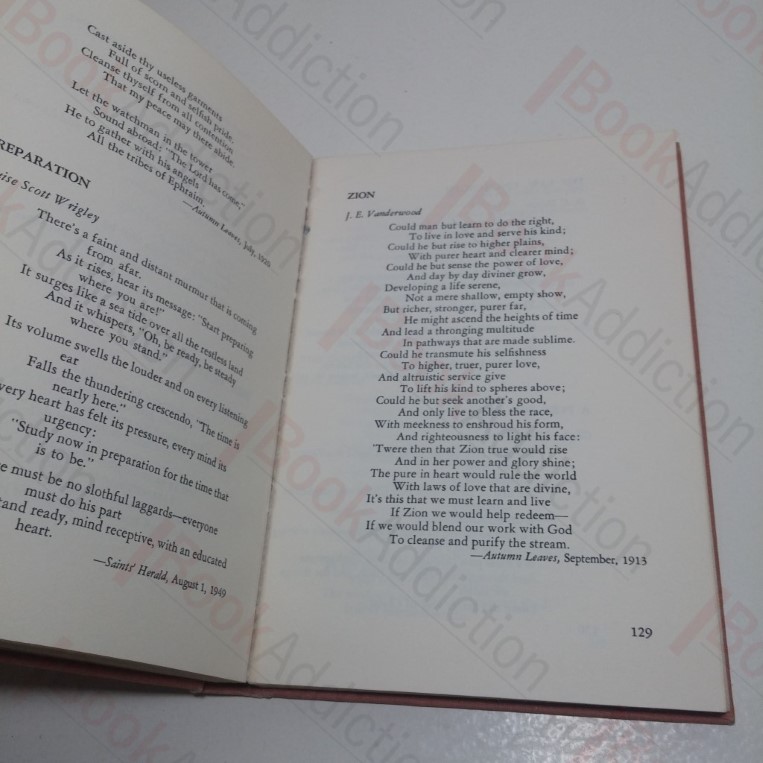 Cast aside thy useless garments
Full of scorn and selfish pride.
Cleanse thyself from all contention
That my peace may there abide.
Let the watchman in the tower
Sound abroad: "The Lord has come,"
He to gather with his angels
All the tribes of Ephraim.
—Autumn Leaves, July, 1920
REPARATION
ise Scott Wrigley
There's a faint and distant murmur that is coming
from afar.
As it rises, hear its message: "Start preparing
where you are!"
It surges like a sea tide over all the restless land
And it whispers, "Oh, be ready, be steady
where you stand."
Its volume swells the louder and on every listening
ear
Falls the thundering crescendo, "The time is
nearly here."
very heart has felt its pressure, every mind its
urgency:
"Study now in preparation for the time that
is to be."
e must be no slothful laggards—everyone
must do his part
tand ready, mind receptive, with an educated
heart.
—Saints' Herald, August 1, 1949
ZION
J. E. Vanderwood
Could man but learn to do the right,
To live in love and serve his kind;
Could he but rise to higher plains,
With purer heart and clearer mind;
Could he but sense the power of love,
And day by day diviner grow,
Developing a life serene,
Not a mere shallow, empty show,
But richer, stronger, purer far,
He might ascend the heights of time
And lead a thronging multitude
In pathways that are made sublime.
Could he transmute his selfishness
To higher, truer, purer love,
And altruistic service give
To lift his kind to spheres above;
Could he but seek another's good,
And only live to bless the race,
With meekness to enshroud his form,
And righteousness to light his face:
'Twere then that Zion true would rise
And in her power and glory shine;
The pure in heart would rule the world
With laws of love that are divine,
It's this that we must learn and live
If Zion we would help redeem—
If we would blend our work with God
To cleanse and purify the stream.
—Autumn Leaves, September, 1913
129
BookAddiction